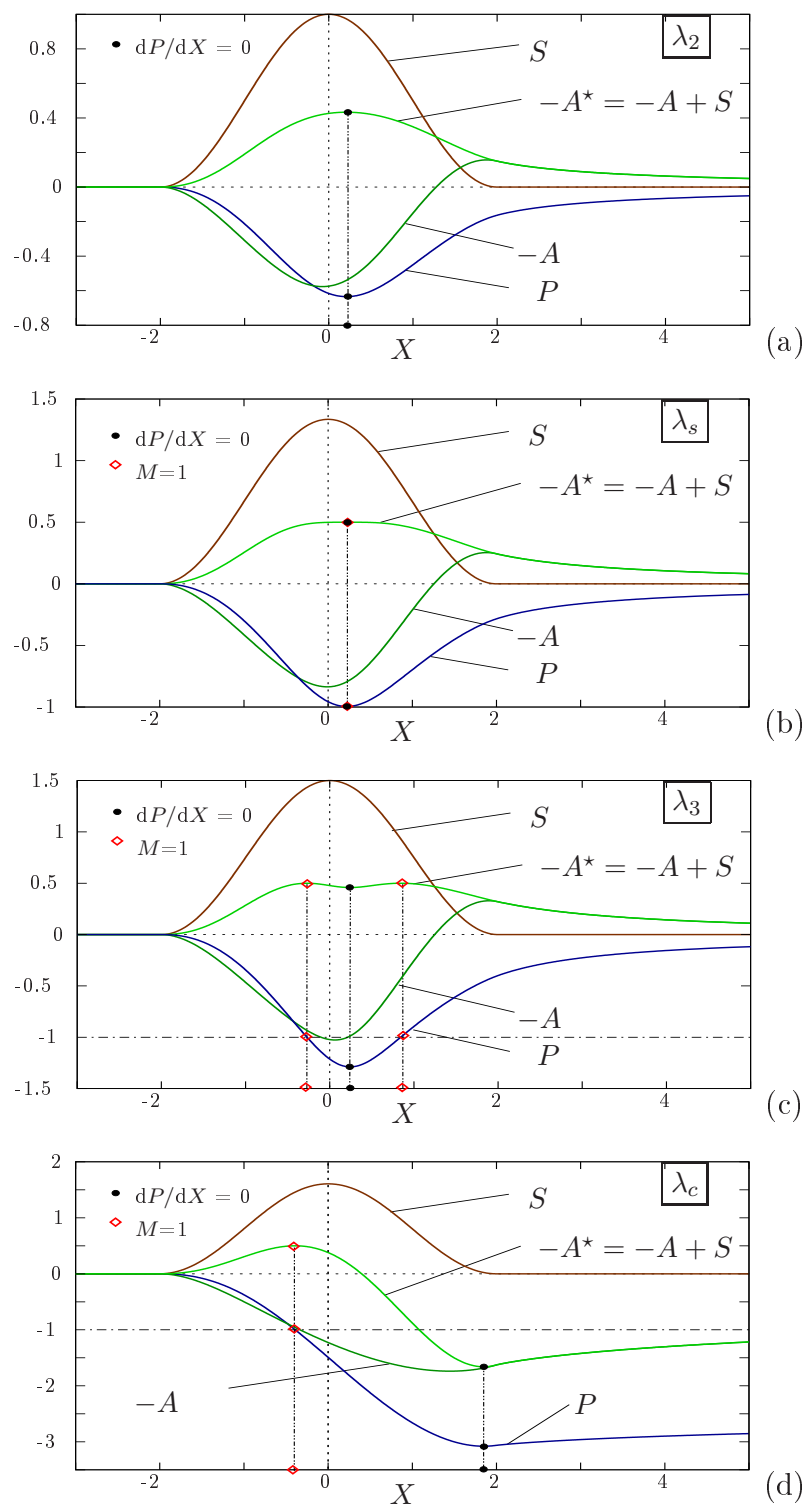 0.8
0.4
0
-0.4
-0.8
-2
0
2
4
X
dP/dX = 0
λ2
S
−A⋆ = −A + S
−A
P
(a)
1.5
1
0.5
0
-0.5
-1
-2
0
2
4
X
dP/dX = 0
M=1
λs
S
−A⋆ = −A + S
−A
P
(b)
1.5
1
0.5
0
-0.5
-1
-1.5
-2
0
2
4
X
dP/dX = 0
M=1
λ3
S
−A⋆ = −A + S
−A
P
(c)
2
1
0
-1
-2
-3
-2
0
2
4
X
dP/dX = 0
M=1
λc
S
−A⋆ = −A + S
−A
P
(d)